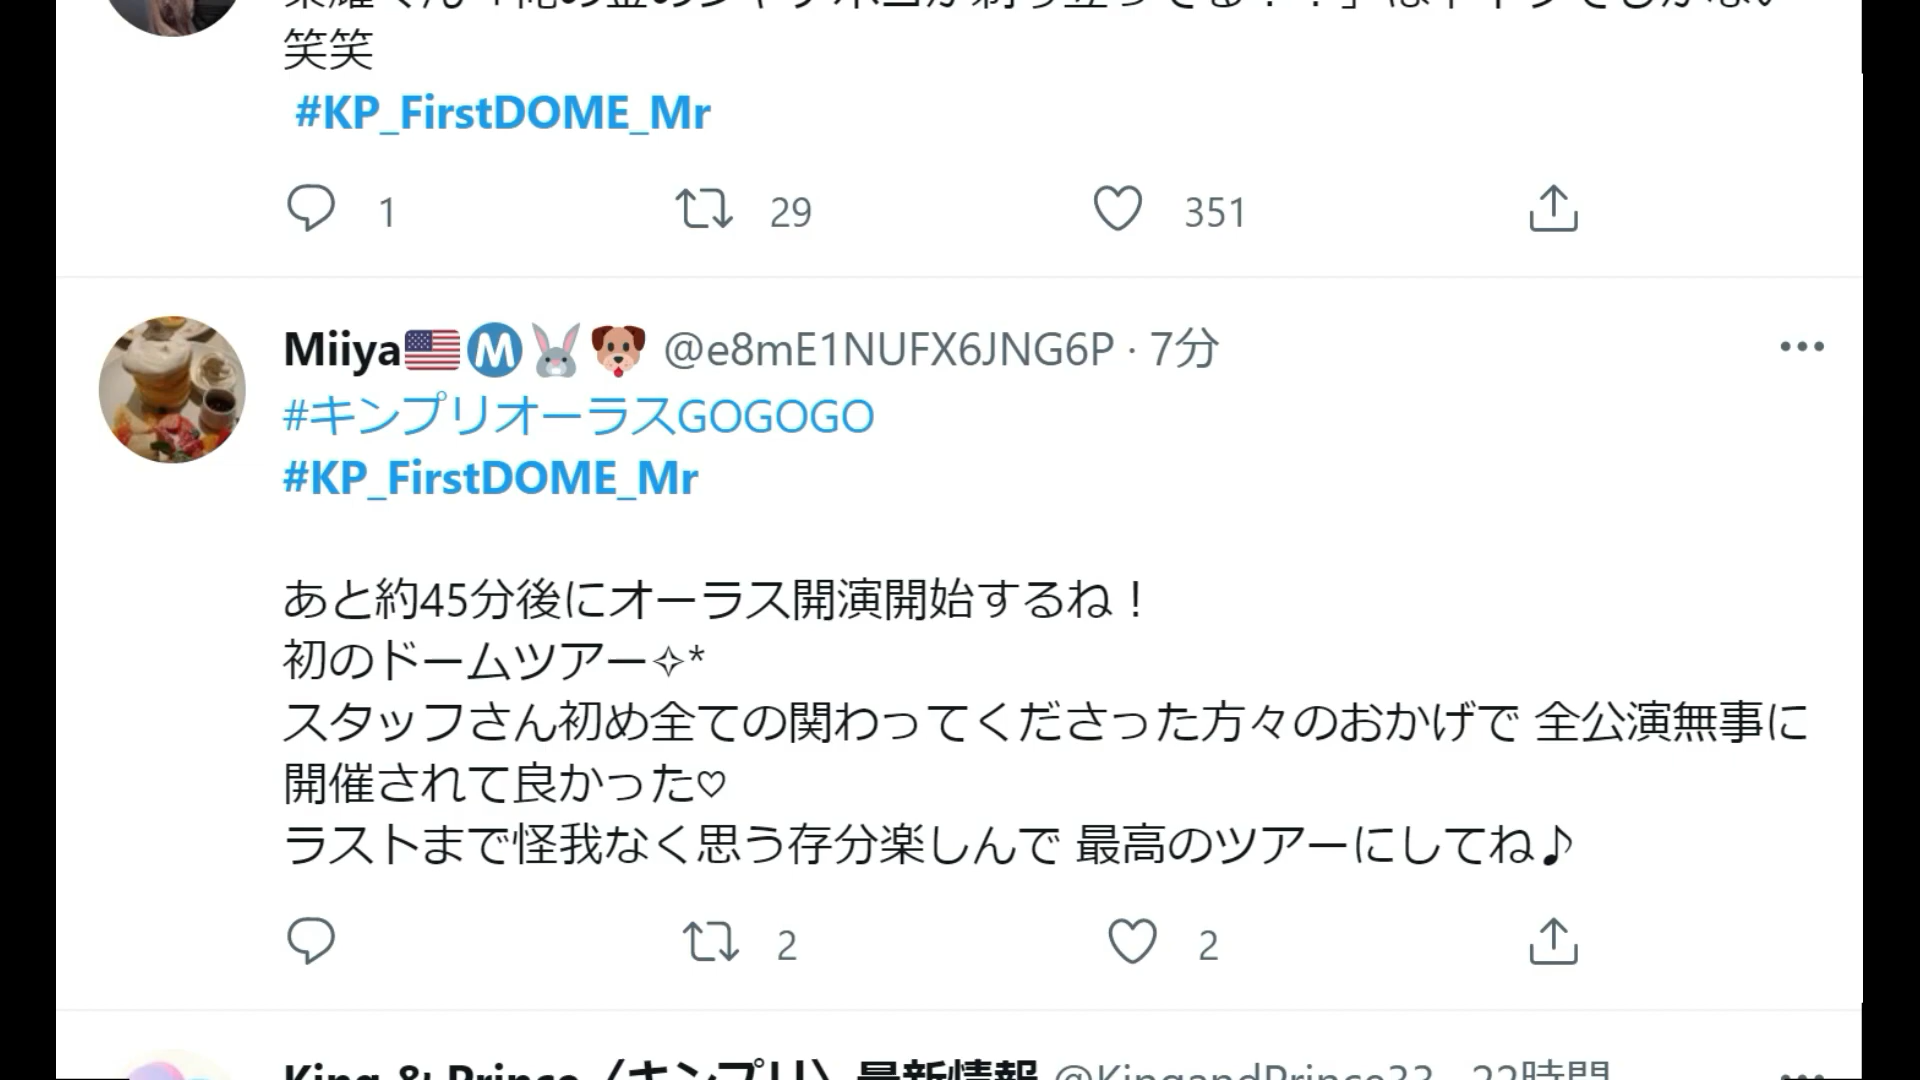 笑笑
#KP_FirstDOME_Mr
1 29 351
Miiya🇺🇸Ⓜ️🐰🐶 @e8mE1NUFX6JNG6P · 7分
#キンプリオーラスGOGOGO
#KP_FirstDOME_Mr
あと約45分後にオーラス開演開始するね！
初のドームツアー✧*
スタッフさん初め全ての関わってくださった方々のおかげで 全公演無事に
開催されて良かった♡
ラストまで怪我なく思う存分楽しんで 最高のツアーにしてね♪
2 2
King & Prince（キンプリ）最新情報 @KingandPrince33 · 22時間